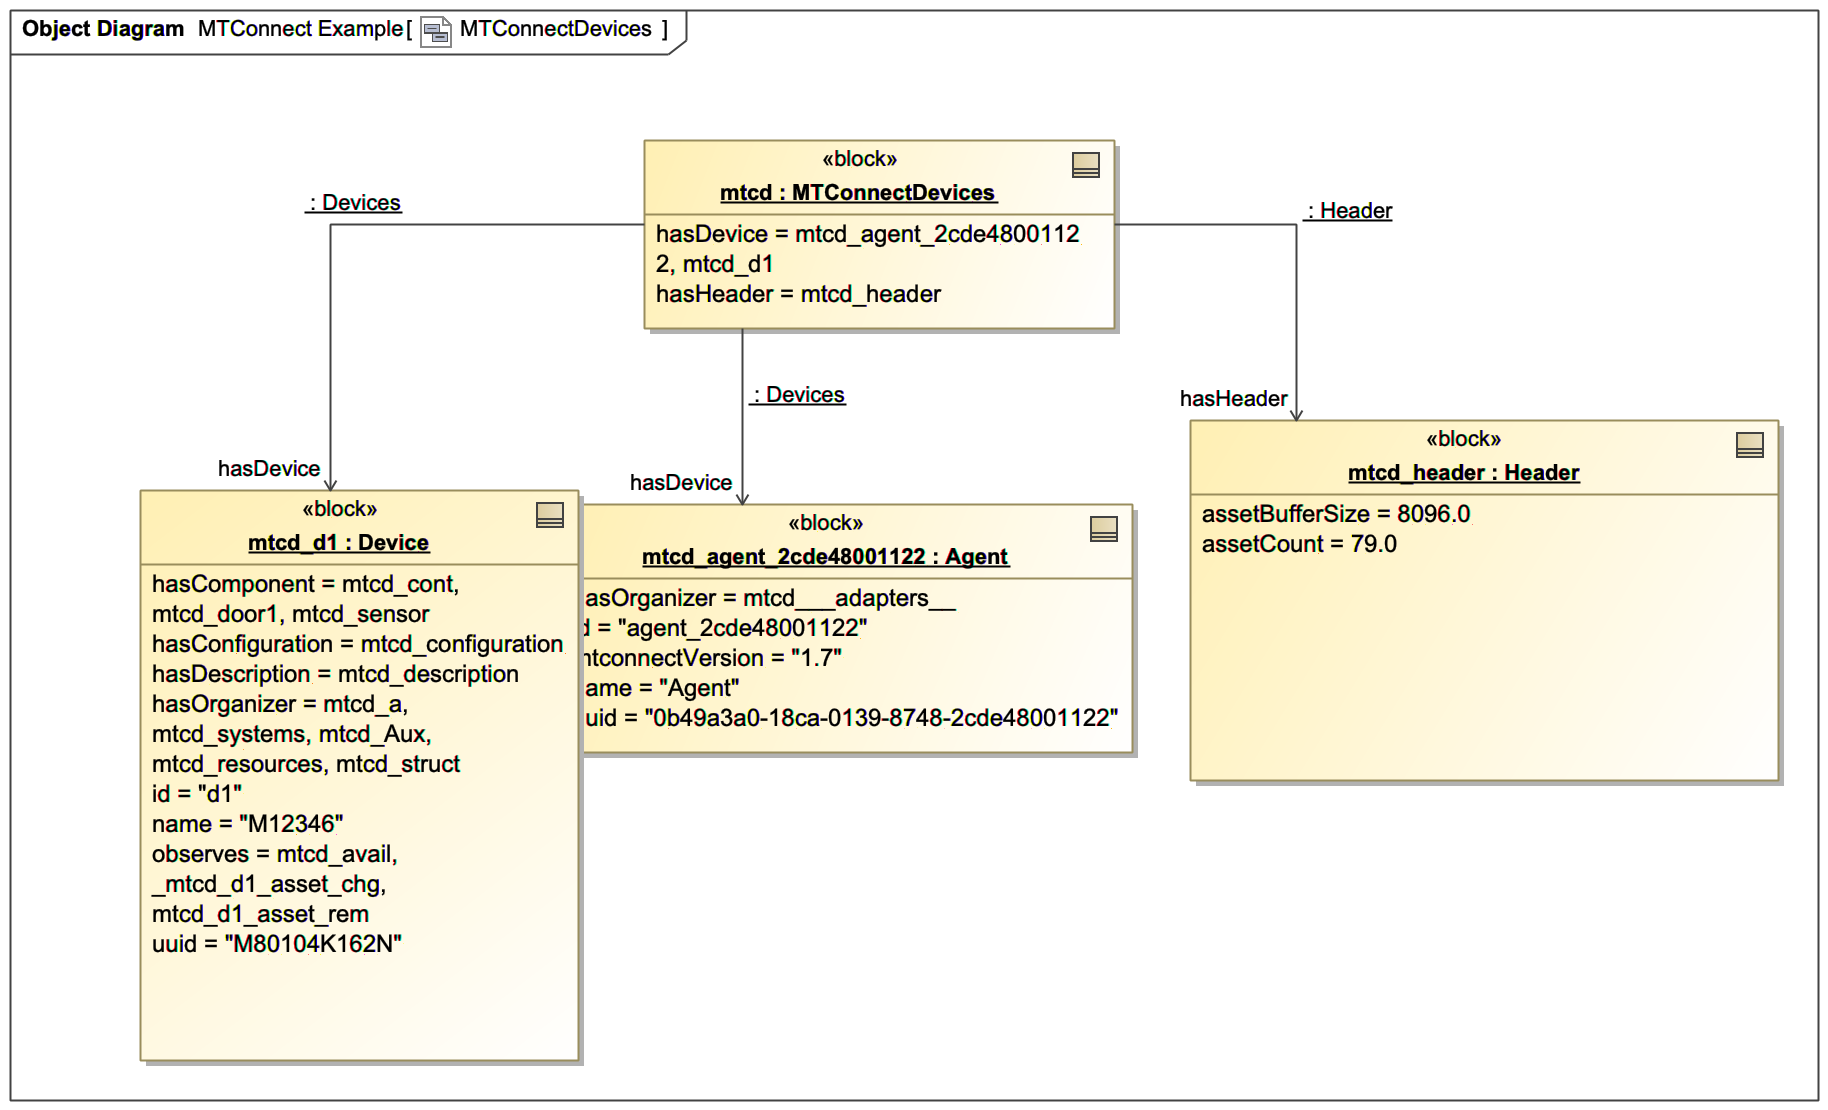 Object Diagram MTConnect Example[ MTConnectDevices ]
«block»
mtcd : MTConnectDevices
hasDevice = mtcd_agent_2cde4800112
2, mtcd_d1
hasHeader = mtcd_header
: Devices
: Header
: Devices
hasDevice
hasDevice
hasHeader
«block»
mtcd_d1 : Device
hasComponent = mtcd_cont,
mtcd_door1, mtcd_sensor
hasConfiguration = mtcd_configuration
hasDescription = mtcd_description
hasOrganizer = mtcd_a,
mtcd_systems, mtcd_Aux,
mtcd_resources, mtcd_struct
id = "d1"
name = "M12346"
observes = mtcd_avail,
_mtcd_d1_asset_chg,
mtcd_d1_asset_rem
uuid = "M80104K162N"
«block»
mtcd_agent_2cde48001122 : Agent
asOrganizer = mtcd___adapters__
d = "agent_2cde48001122"
mtconnectVersion = "1.7"
ame = "Agent"
uid = "0b49a3a0-18ca-0139-8748-2cde48001122"
«block»
mtcd_header : Header
assetBufferSize = 8096.0
assetCount = 79.0